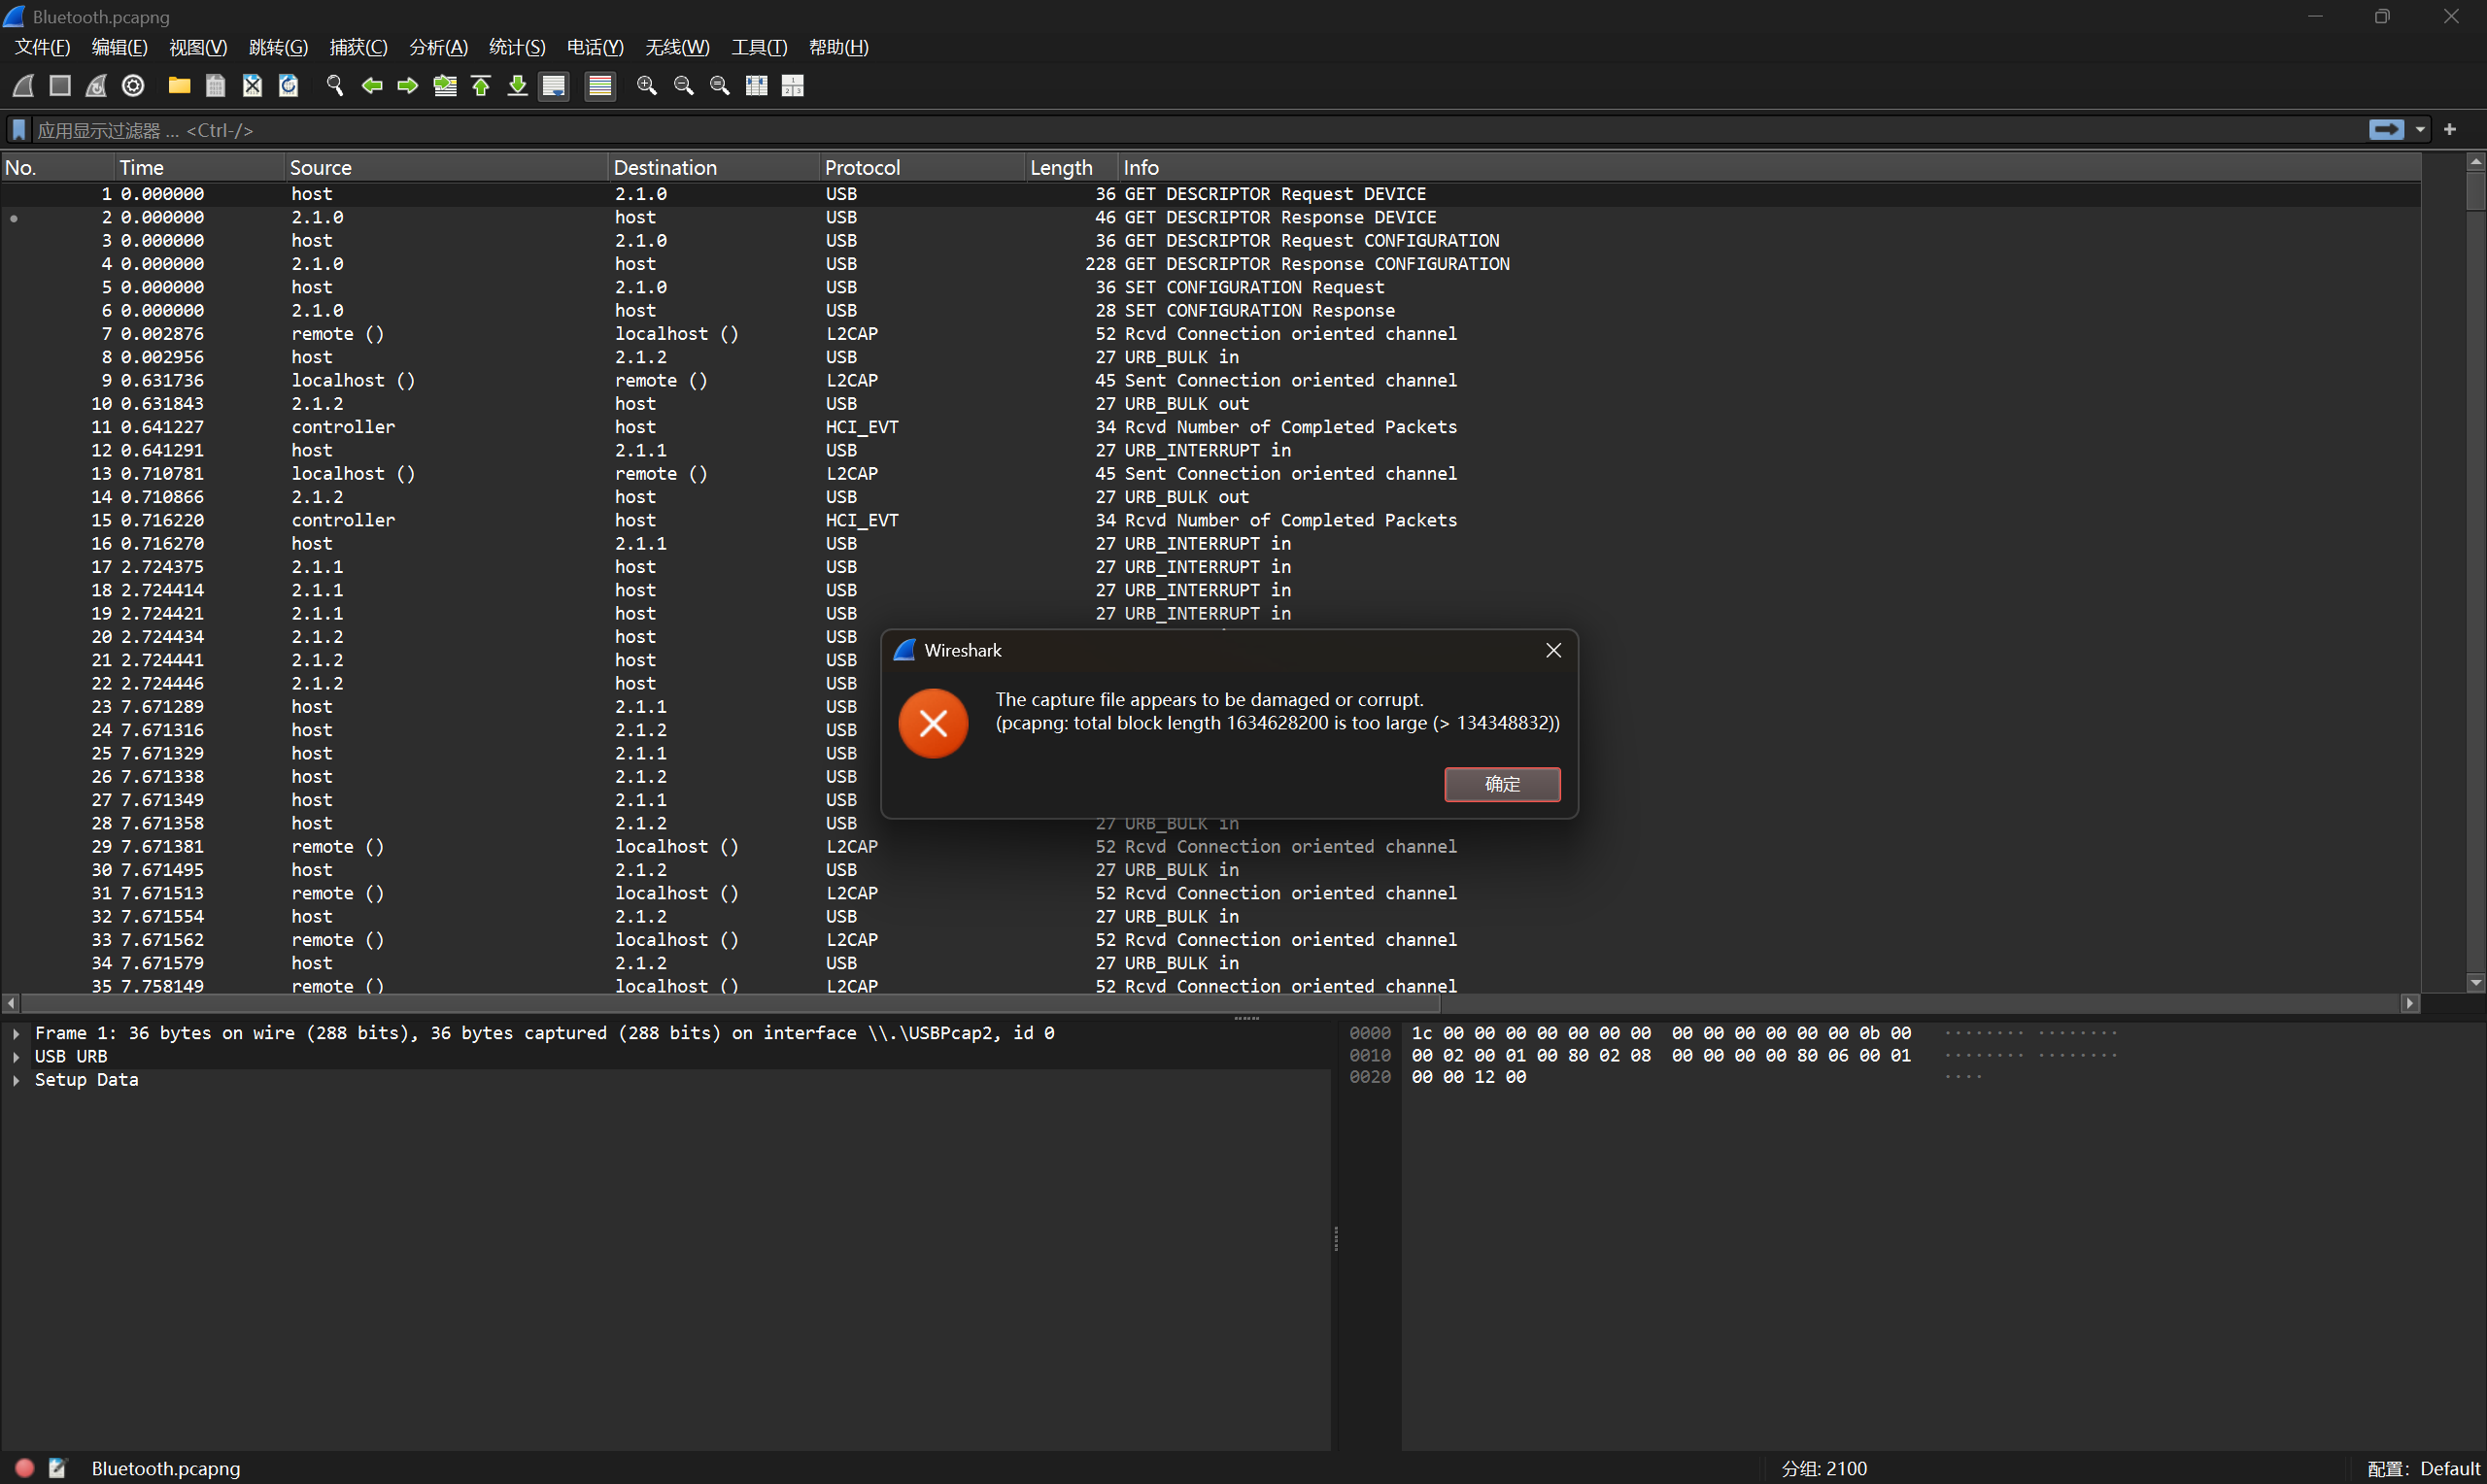 Bluetooth.pcapng
文件(F) 编辑(E) 视图(V) 跳转(G) 捕获(C) 分析(A) 统计(S) 电话(Y) 无线(W) 工具(T) 帮助(H)
应用显示过滤器 … <Ctrl-/>
No. Time Source Destination Protocol Length Info
1 0.000000 host 2.1.0 USB 36 GET DESCRIPTOR Request DEVICE
2 0.000000 2.1.0 host USB 46 GET DESCRIPTOR Response DEVICE
3 0.000000 host 2.1.0 USB 36 GET DESCRIPTOR Request CONFIGURATION
4 0.000000 2.1.0 host USB 228 GET DESCRIPTOR Response CONFIGURATION
5 0.000000 host 2.1.0 USB 36 SET CONFIGURATION Request
6 0.000000 2.1.0 host USB 28 SET CONFIGURATION Response
7 0.002876 remote () localhost () L2CAP 52 Rcvd Connection oriented channel
8 0.002956 host 2.1.2 USB 27 URB_BULK in
9 0.631736 localhost () remote () L2CAP 45 Sent Connection oriented channel
10 0.631843 2.1.2 host USB 27 URB_BULK out
11 0.641227 controller host HCI_EVT 34 Rcvd Number of Completed Packets
12 0.641291 host 2.1.1 USB 27 URB_INTERRUPT in
13 0.710781 localhost () remote () L2CAP 45 Sent Connection oriented channel
14 0.710866 2.1.2 host USB 27 URB_BULK out
15 0.716220 controller host HCI_EVT 34 Rcvd Number of Completed Packets
16 0.716270 host 2.1.1 USB 27 URB_INTERRUPT in
17 2.724375 2.1.1 host USB 27 URB_INTERRUPT in
18 2.724414 2.1.1 host USB 27 URB_INTERRUPT in
19 2.724421 2.1.1 host USB 27 URB_INTERRUPT in
20 2.724434 2.1.2 host USB
21 2.724441 2.1.2 host USB
22 2.724446 2.1.2 host USB
23 7.671289 host 2.1.1 USB
24 7.671316 host 2.1.2 USB
25 7.671329 host 2.1.1 USB
26 7.671338 host 2.1.2 USB
27 7.671349 host 2.1.1 USB
28 7.671358 host 2.1.2 USB 27 URB_BULK in
29 7.671381 remote () localhost () L2CAP 52 Rcvd Connection oriented channel
30 7.671495 host 2.1.2 USB 27 URB_BULK in
31 7.671513 remote () localhost () L2CAP 52 Rcvd Connection oriented channel
32 7.671554 host 2.1.2 USB 27 URB_BULK in
33 7.671562 remote () localhost () L2CAP 52 Rcvd Connection oriented channel
34 7.671579 host 2.1.2 USB 27 URB_BULK in
35 7.758149 remote () localhost () L2CAP 52 Rcvd Connection oriented channel
Wireshark
The capture file appears to be damaged or corrupt.
(pcapng: total block length 1634628200 is too large (> 134348832))
确定
Frame 1: 36 bytes on wire (288 bits), 36 bytes captured (288 bits) on interface \\.\USBPcap2, id 0
USB URB
Setup Data
0000 1c 00 00 00 00 00 00 00 00 00 00 00 00 00 0b 00 ········ ········
0010 00 02 00 01 00 80 02 08 00 00 00 00 80 06 00 01 ········ ········
0020 00 00 12 00 ····
Bluetooth.pcapng
分组: 2100
配置: Default